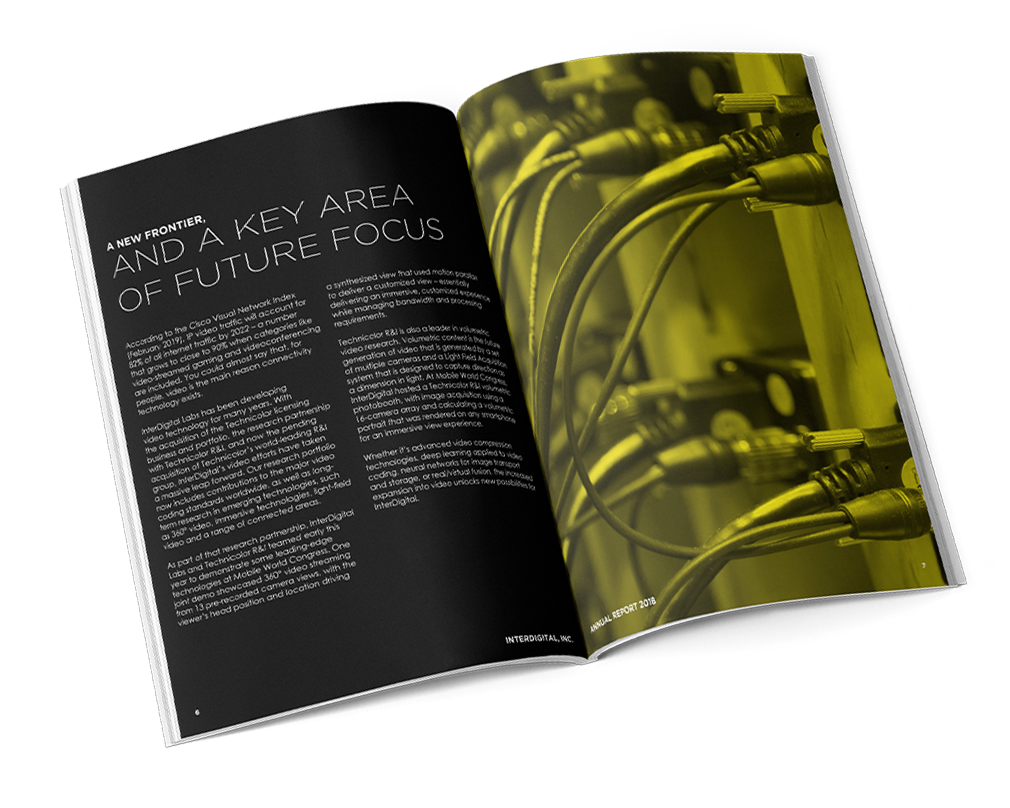 A NEW FRONTIER,
AND A KEY AREA
OF FUTURE FOCUS
According to the Cisco Visual Network Index
(February, 2019), IP video traffic will account for
82% of all internet traffic by 2022 – a number
that grows to close to 90% when categories like
video-streamed gaming and videoconferencing
are included. You could almost say that, for
people, video is the main reason connectivity
technology exists.
InterDigital Labs has been developing
video technology for many years. With
the acquisition of the Technicolor licensing
business and portfolio, the research partnership
with Technicolor R&I, and now the pending
acquisition of Technicolor's world-leading R&I
group, InterDigital's video efforts have taken
a massive leap forward. Our research portfolio
now includes contributions to the major video
coding standards worldwide, as well as long-
term research in emerging technologies, such
as 360° video, immersive technologies, light-field
video and a range of connected areas.
As part of that research partnership, InterDigital
Labs and Technicolor R&I teamed early this
year to demonstrate some leading-edge
technologies at Mobile World Congress. One
joint demo showcased 360° video streaming
from 13 pre-recorded camera views, with the
viewer's head position and location driving
a synthesized view that used motion parallax
to deliver a customized view – essentially
delivering an immersive, customized experience
while managing bandwidth and processing
requirements.
Technicolor R&I is also a leader in volumetric
video research. Volumetric content is the future
generation of video that is generated by a set
of multiple cameras and a Light Field Acquisition
system that is designed to capture direction as
a dimension in light. At Mobile World Congress,
InterDigital hosted a Technicolor R&I volumetric
photobooth, with image acquisition using a
16-camera array and calculating a volumetric
portrait that was rendered on any smartphone
for an immersive view experience.
Whether it's advanced video compression
technologies, deep learning applied to video
coding, neural networks for image transport
and storage, or real/virtual fusion, the increased
expansion into video unlocks new possibilities for
InterDigital.
6
INTERDIGITAL, INC.
ANNUAL REPORT 2018
7